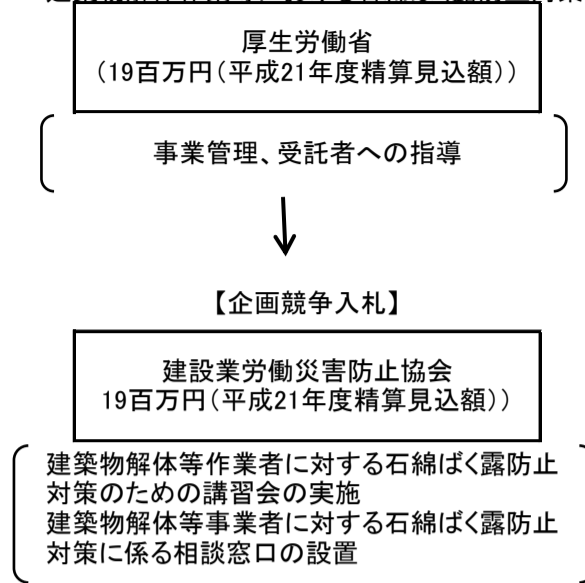 厚生労働省
(19百万円(平成21年度精算見込額))
事業管理、受託者への指導
【企画競争入札】
建設業労働災害防止協会
19百万円(平成21年度精算見込額))
建築物解体等作業者に対する石綿ばく露防止
対策のための講習会の実施
建築物解体等事業者に対する石綿ばく露防止
対策に係る相談窓口の設置